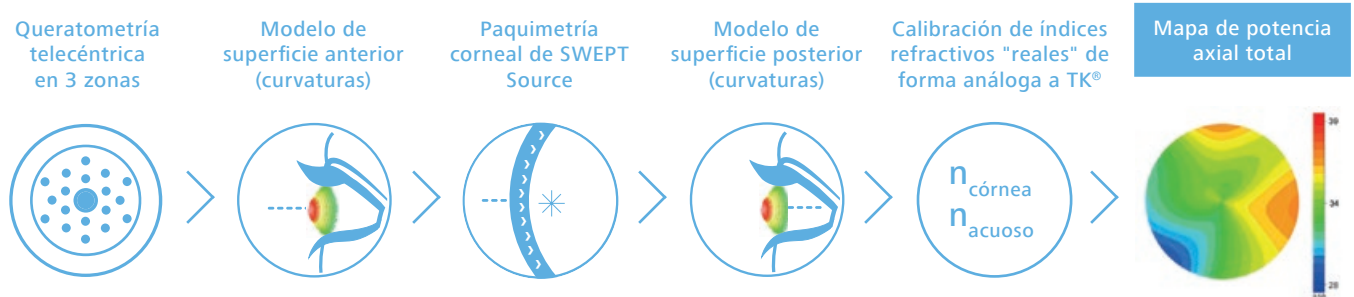 Queratometría
telecéntrica
en 3 zonas
Modelo de
superficie anterior
(curvaturas)
Paquimetría
corneal de SWEPT
Source
Modelo de
superficie posterior
(curvaturas)
Calibración de índices
refractivos "reales" de
forma análoga a TK®
Mapa de potencia
axial total
n córnea
n acuoso
39
34
28